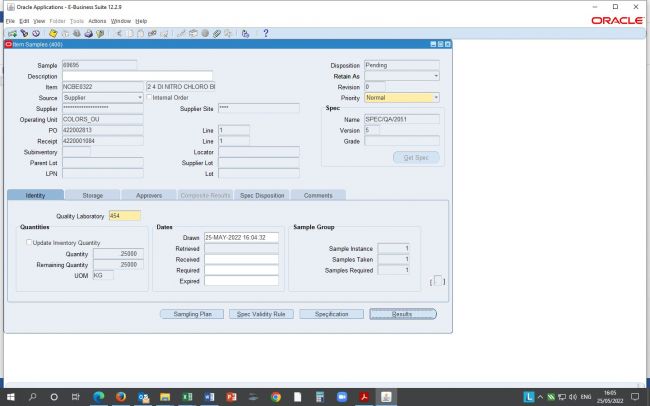 Oracle Applications - E-Business Suite 12.2.9
File Edit View Folder Tools Actions Window Help
ORACLE
Item Samples (400)
Sample 69695 Disposition Pending
Description Retain As
Item NCBE0322 2 4 DI NITRO CHLORO BI Revision 0
Source Supplier Internal Order Priority Normal
Supplier ******************** Supplier Site **** Spec
Operating Unit COLORS_OU Name SPEC/QA/2051
PO 422002813 Line 1 Version 5
Receipt 4220001084 Line 1 Grade
Subinventory Locator
Parent Lot Supplier Lot Get Spec
LPN Lot
Identity Storage Approvers Composite Results Spec Disposition Comments
Quality Laboratory 454
Quantities Dates Sample Group
Update Inventory Quantity Drawn 25-MAY-2022 16:04:32
Quantity .25000 Retrieved Sample Instance 1
Remaining Quantity .25000 Received Samples Taken 1
UOM KG Required Samples Required 1
Expired [ ]
Sampling Plan Spec Validity Rule Specification Results
ENG 16:05
25/05/2022